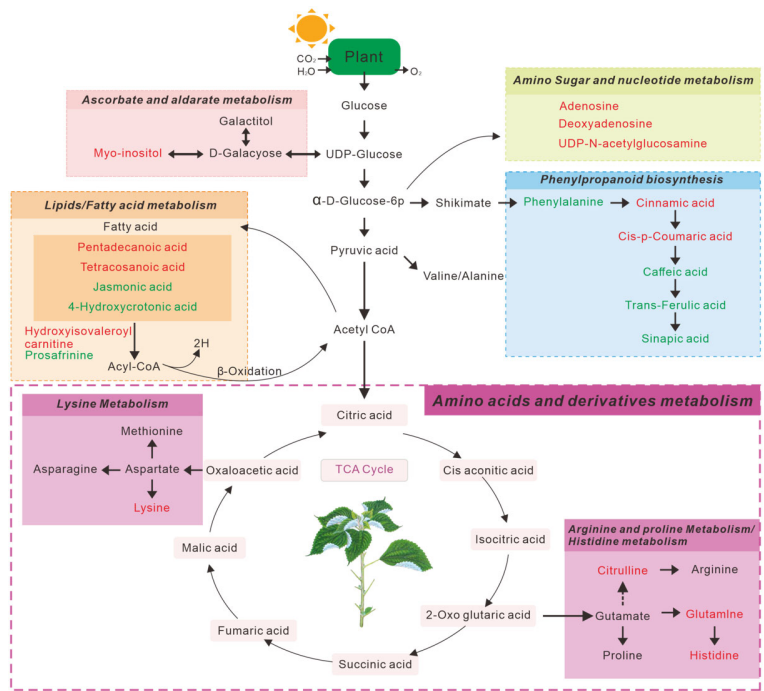 Plant
CO2
H2O
O2
Glucose
Ascorbate and aldarate metabolism
Galactitol
Myo-inositol
D-Galacyose
UDP-Glucose
Amino Sugar and nucleotide metabolism
Adenosine
Deoxyadenosine
UDP-N-acetylglucosamine
α-D-Glucose-6p
Shikimate
Phenylpropanoid biosynthesis
Phenylalanine
Cinnamic acid
Cis-p-Coumaric acid
Caffeic acid
Trans-Ferulic acid
Sinapic acid
Pyruvic acid
Valine/Alanine
Lipids/Fatty acid metabolism
Fatty acid
Pentadecanoic acid
Tetracosanoic acid
Jasmonic acid
4-Hydroxycrotonic acid
Hydroxyisovaleroyl
carnitine
Prosafrinine
2H
Acyl-CoA
β-Oxidation
Acetyl CoA
Amino acids and derivatives metabolism
Lysine Metabolism
Methionine
Asparagine
Aspartate
Lysine
Oxaloacetic acid
Citric acid
TCA Cycle
Cis aconitic acid
Isocitric acid
Malic acid
Fumaric acid
Succinic acid
2-Oxo glutaric acid
Arginine and proline Metabolism/
Histidine metabolism
Citrulline
Arginine
Gutamate
GlutamIne
Proline
Histidine